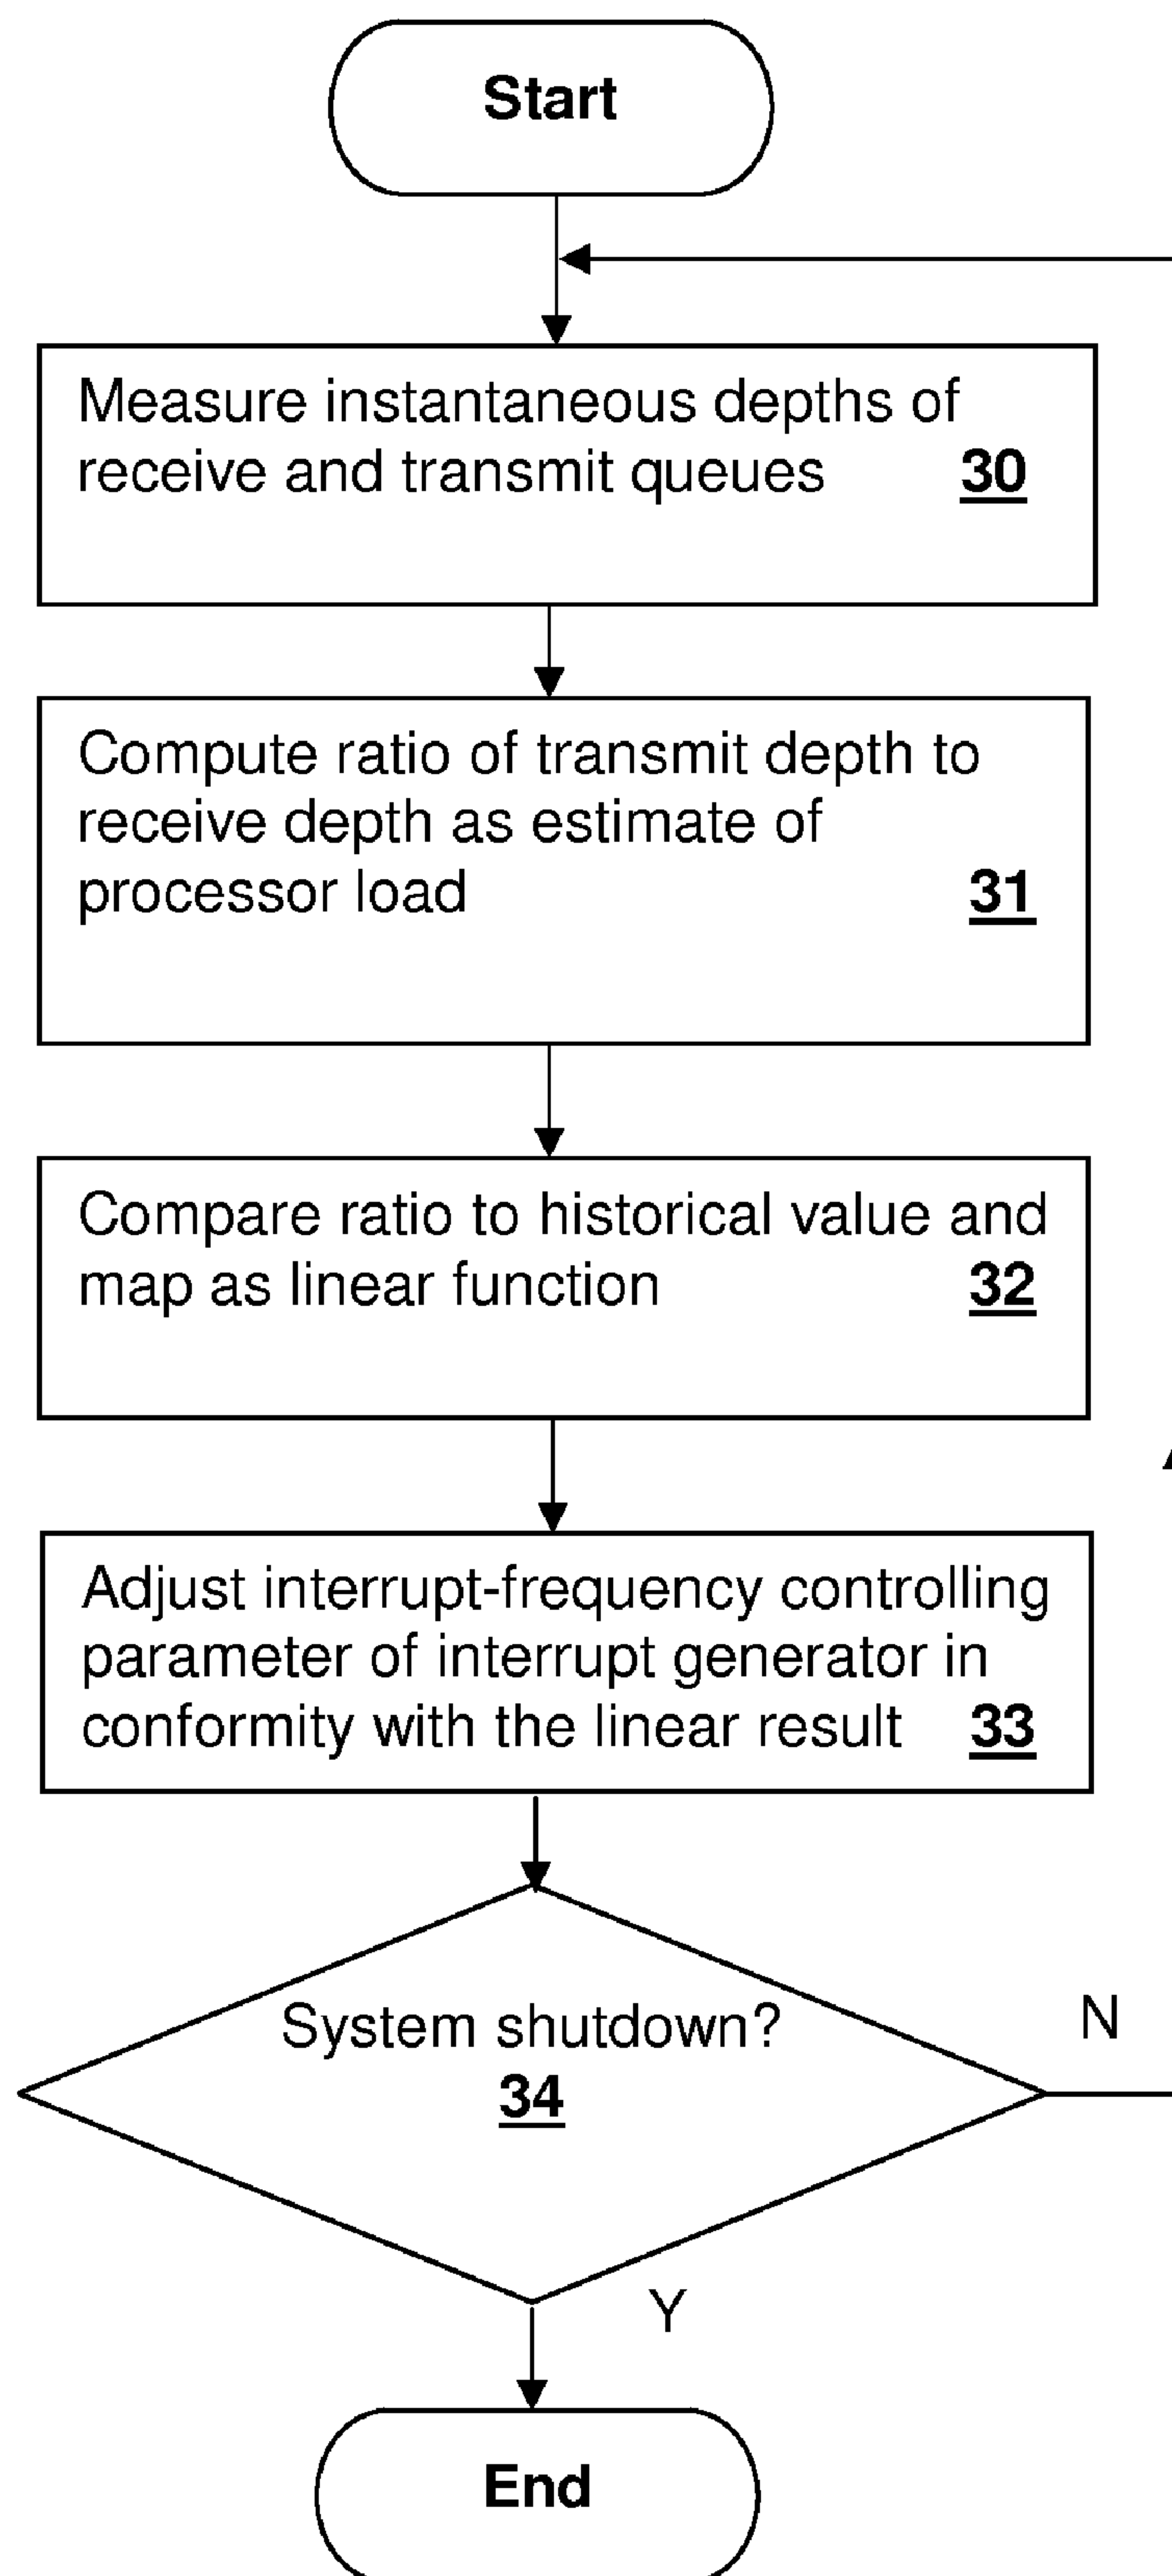 Start
Measure instantaneous depths of
receive and transmit queues 30
Compute ratio of transmit depth to
receive depth as estimate of
processor load 31
Compare ratio to historical value and
map as linear function 32
Adjust interrupt-frequency controlling
parameter of interrupt generator in
conformity with the linear result 33
System shutdown?
34
N
Y
End